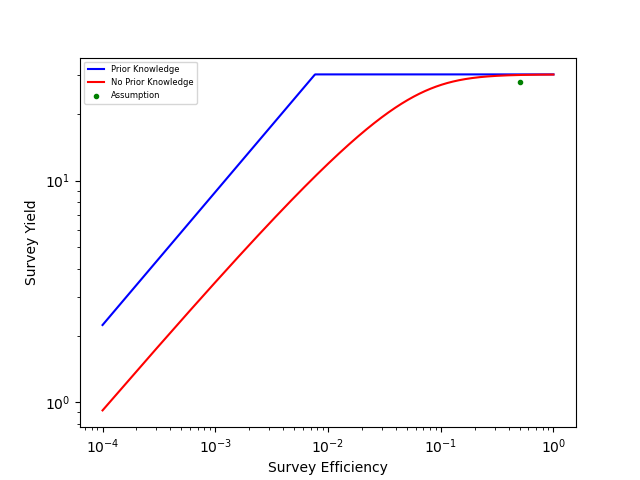 Prior Knowledge
No Prior Knowledge
Assumption
Survey Yield
10¹
10⁰
10⁻⁴
10⁻³
10⁻²
10⁻¹
10⁰
Survey Efficiency